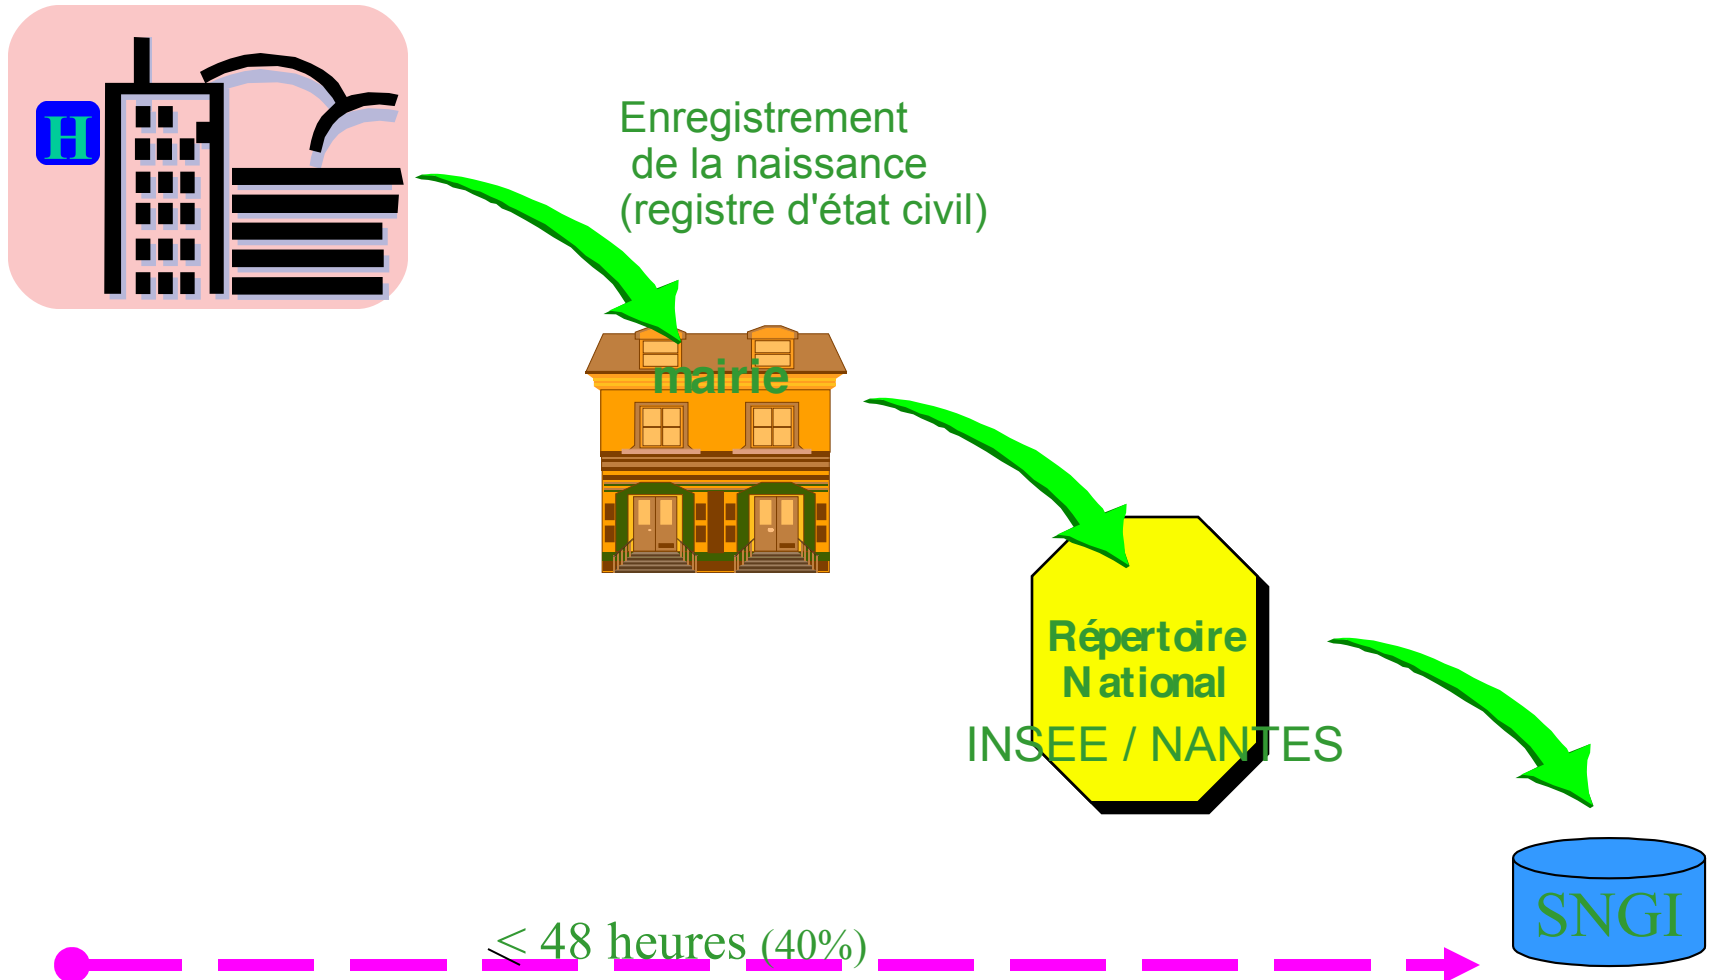 H
Enregistrement
de la naissance
(registre d'état civil)
mairie
Répertoire
National
INSEE / NANTES
SNGI
< 48 heures (40%)